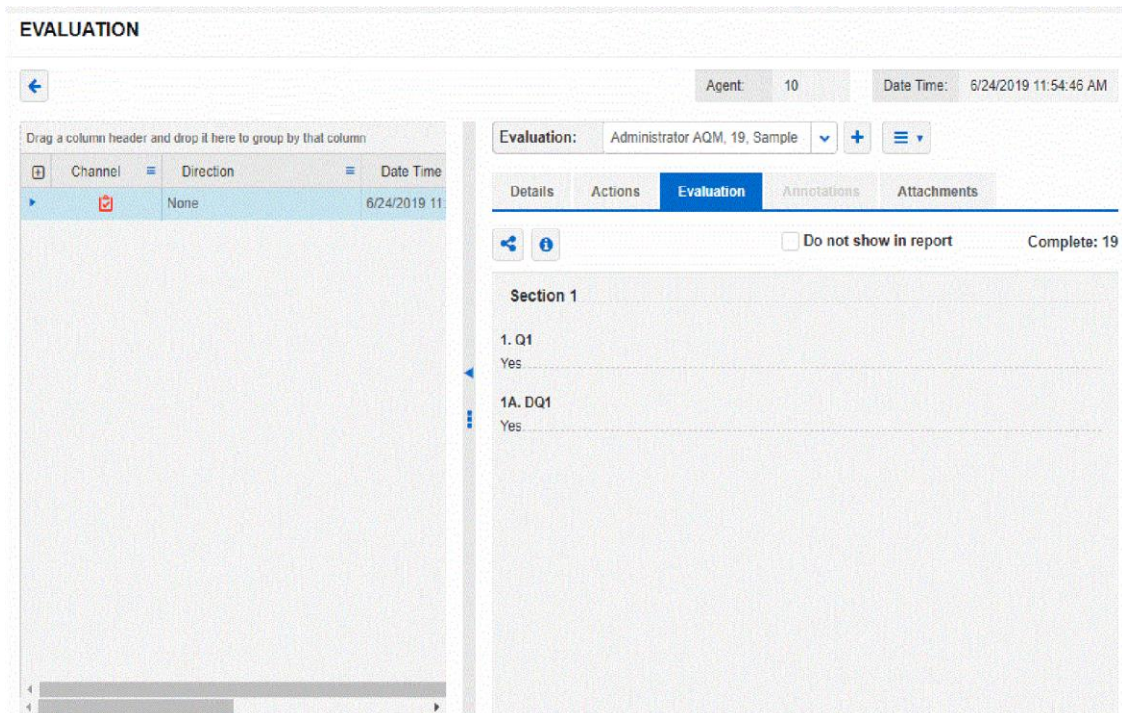 EVALUATION
Agent: 10 Date Time: 6/24/2019 11:54:46 AM
Drag a column header and drop it here to group by that column
Channel Direction Date Time
None 6/24/2019 11:
Evaluation: Administrator AQM, 19, Sample
Details Actions Evaluation Annotations Attachments
Do not show in report Complete: 19
Section 1
1. Q1
Yes
1A. DQ1
Yes